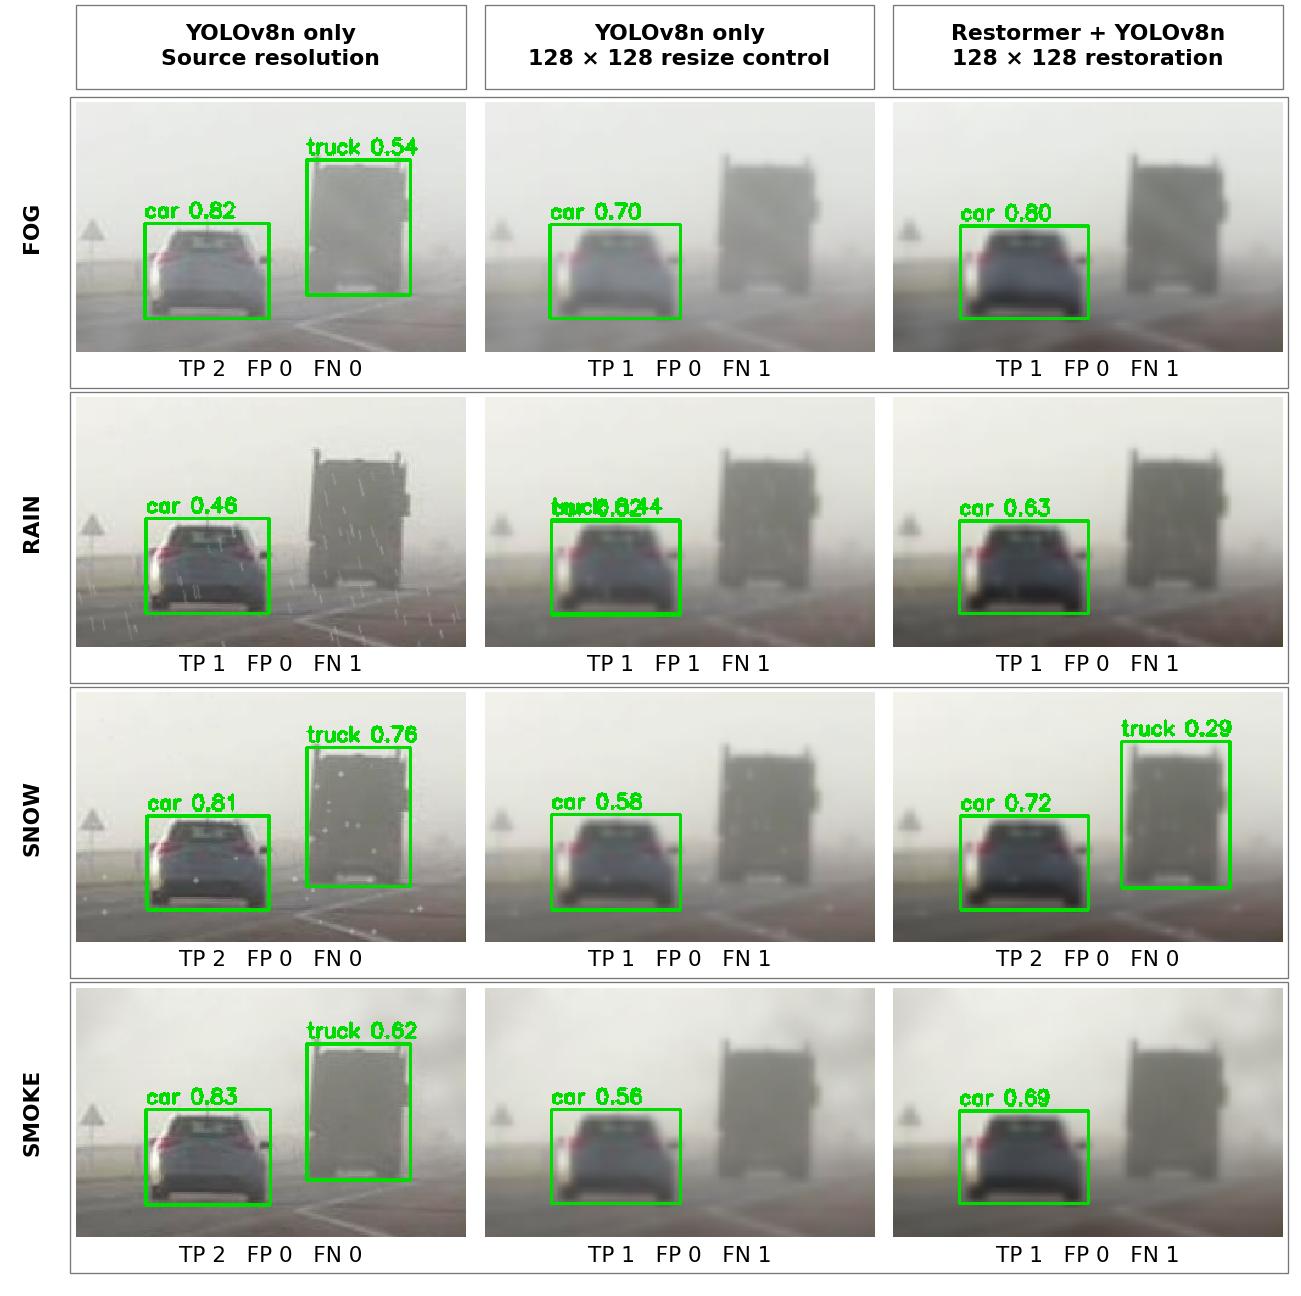 YOLOv8n only
Source resolution
YOLOv8n only
128 × 128 resize control
Restormer + YOLOv8n
128 × 128 restoration
FOG
car 0.82
truck 0.54
TP 2 FP 0 FN 0
car 0.70
TP 1 FP 0 FN 1
car 0.80
TP 1 FP 0 FN 1
RAIN
car 0.46
TP 1 FP 0 FN 1
TP 1 FP 1 FN 1
car 0.63
TP 1 FP 0 FN 1
SNOW
car 0.81
truck 0.76
TP 2 FP 0 FN 0
car 0.58
TP 1 FP 0 FN 1
car 0.72
truck 0.29
TP 2 FP 0 FN 0
SMOKE
car 0.83
truck 0.62
TP 2 FP 0 FN 0
car 0.56
TP 1 FP 0 FN 1
car 0.69
TP 1 FP 0 FN 1